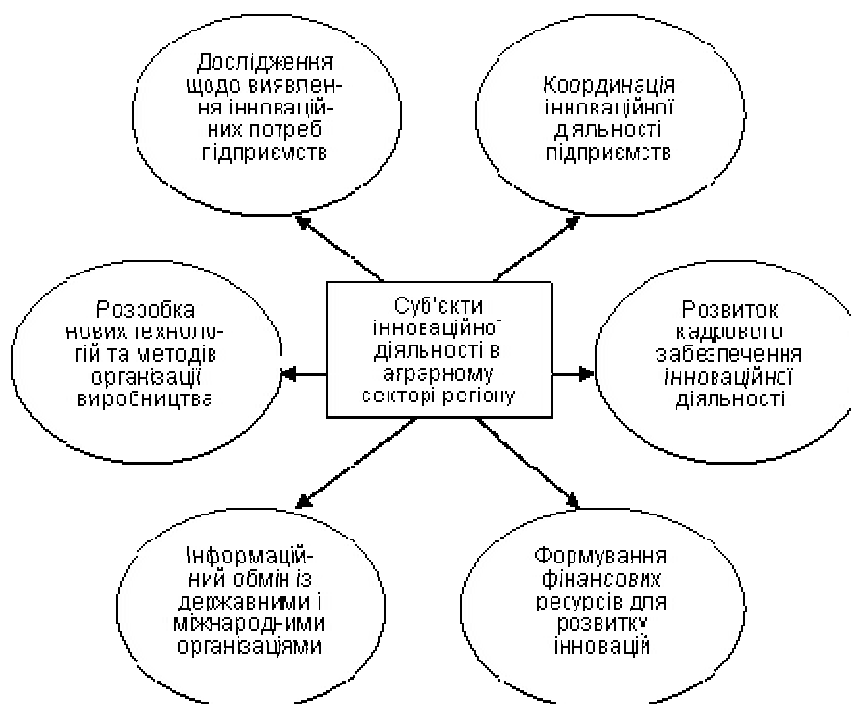 Дослідження
щодо виявлен-
ня інновацій-
них потреб
підприємств
Координація
інноваційної
діяльності
підприємств
Розробка
нових техноло-
гій та методів
організації
виробництва
Суб'єкти
інноваційної
діяльності в
аграрному
секторі регіону
Розвиток
кадрового
забезпечення
інноваційної
діяльності
Інформацій-
ний обмін із
державними і
міжнародними
організаціями
Формування
фінансових
ресурсів для
розвитку
інновацій